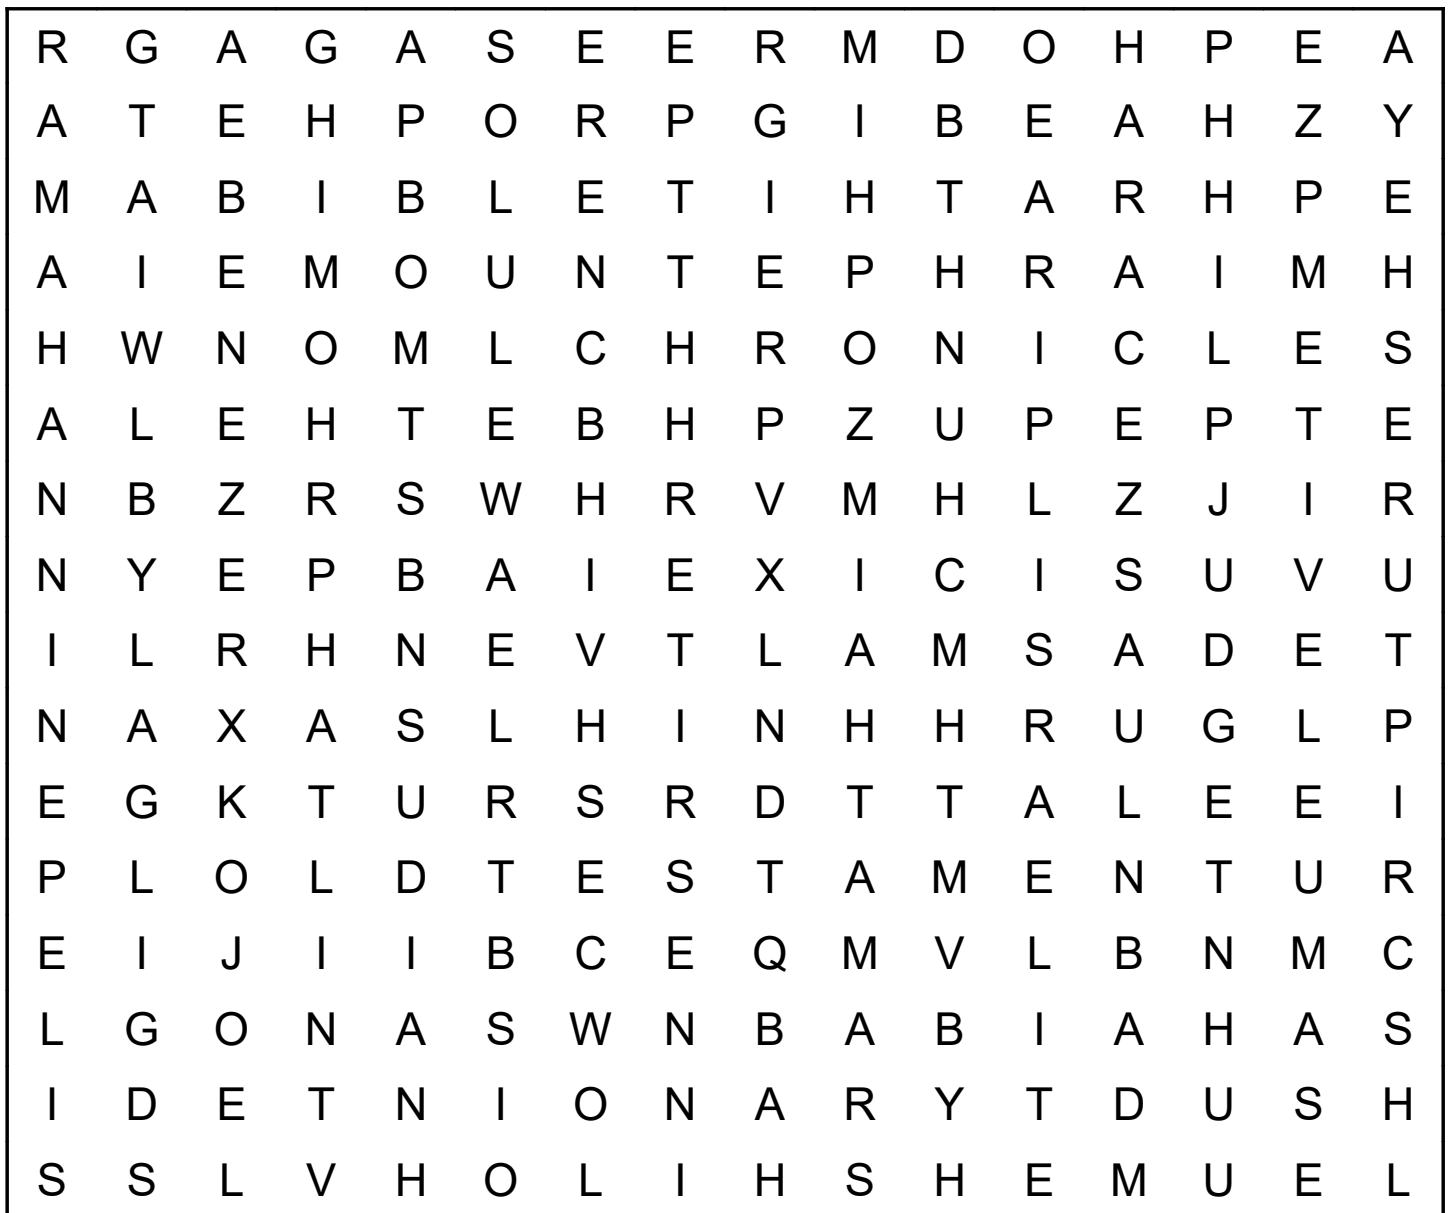 R G A G A S E E R M D O H P E A
A T E H P O R P G I B E A H Z Y
M A B I B L E T I H T A R H P E
A I E M O U N T E P H R A I M H
H W N O M L C H R O N I C L E S
A L E H T E B H P Z U P E P T E
N B Z R S W H R V M H L Z J I R
N Y E P B A I E X I C I S U V U
I L R H N E V T L A M S A D E T
N A X A S L H I N H H R U G L P
E G K T U R S R D T T A L E E I
P L O L D T E S T A M E N T U R
E I J I I B C E Q M V L B N M C
L G O N A S W N B A B I A H A S
I D E T N I O N A R Y T D U S H
S S L V H O L I H S H E M U E L